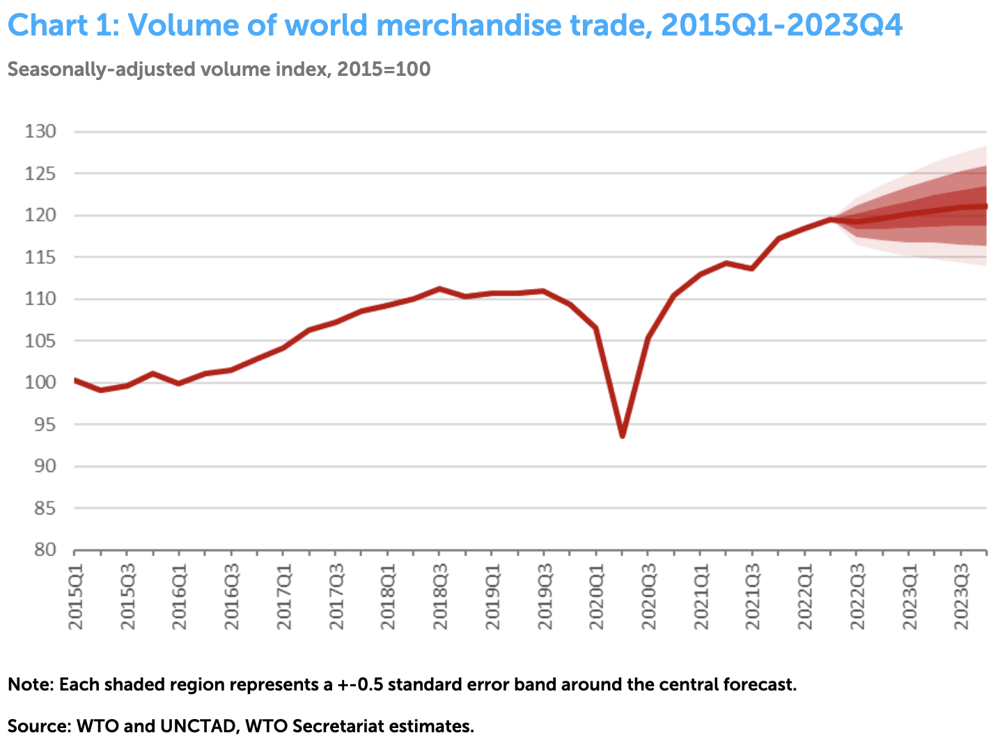 Chart 1: Volume of world merchandise trade, 2015Q1-2023Q4
Seasonally-adjusted volume index, 2015=100
130
125
120
115
110
105
100
95
90
85
80
2015Q1
2015Q3
2016Q1
2016Q3
2017Q1
2017Q3
2018Q1
2018Q3
2019Q1
2019Q3
2020Q1
2020Q3
2021Q1
2021Q3
2022Q1
2022Q3
2023Q1
2023Q3
Note: Each shaded region represents a +-0.5 standard error band around the central forecast.
Source: WTO and UNCTAD, WTO Secretariat estimates.